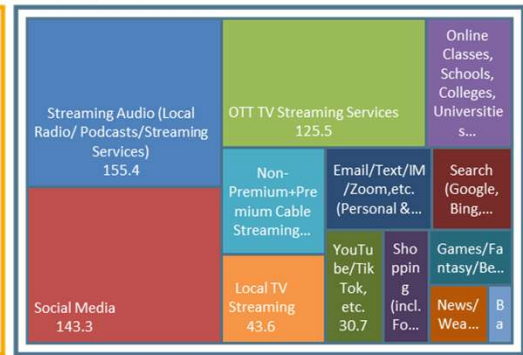 Streaming Audio (Local
Radio/ Podcasts/Streaming
Services)
155.4
Social Media
143.3
OTT TV Streaming Services
125.5
Online
Classes,
Schools,
Colleges,
Universitie
s...
Non-
Premium+Pre
mium Cable
Streaming...
Local TV
Streaming
43.6
Email/Text/IM
/Zoom,etc.
(Personal &...
Search
(Google,
Bing,...
YouTu
be/Tik
Tok,
etc.
30.7
Sho
ppin
g
(incl.
Fo...
Games/Fa
ntasy/Be...
News/
Wea...
B
a